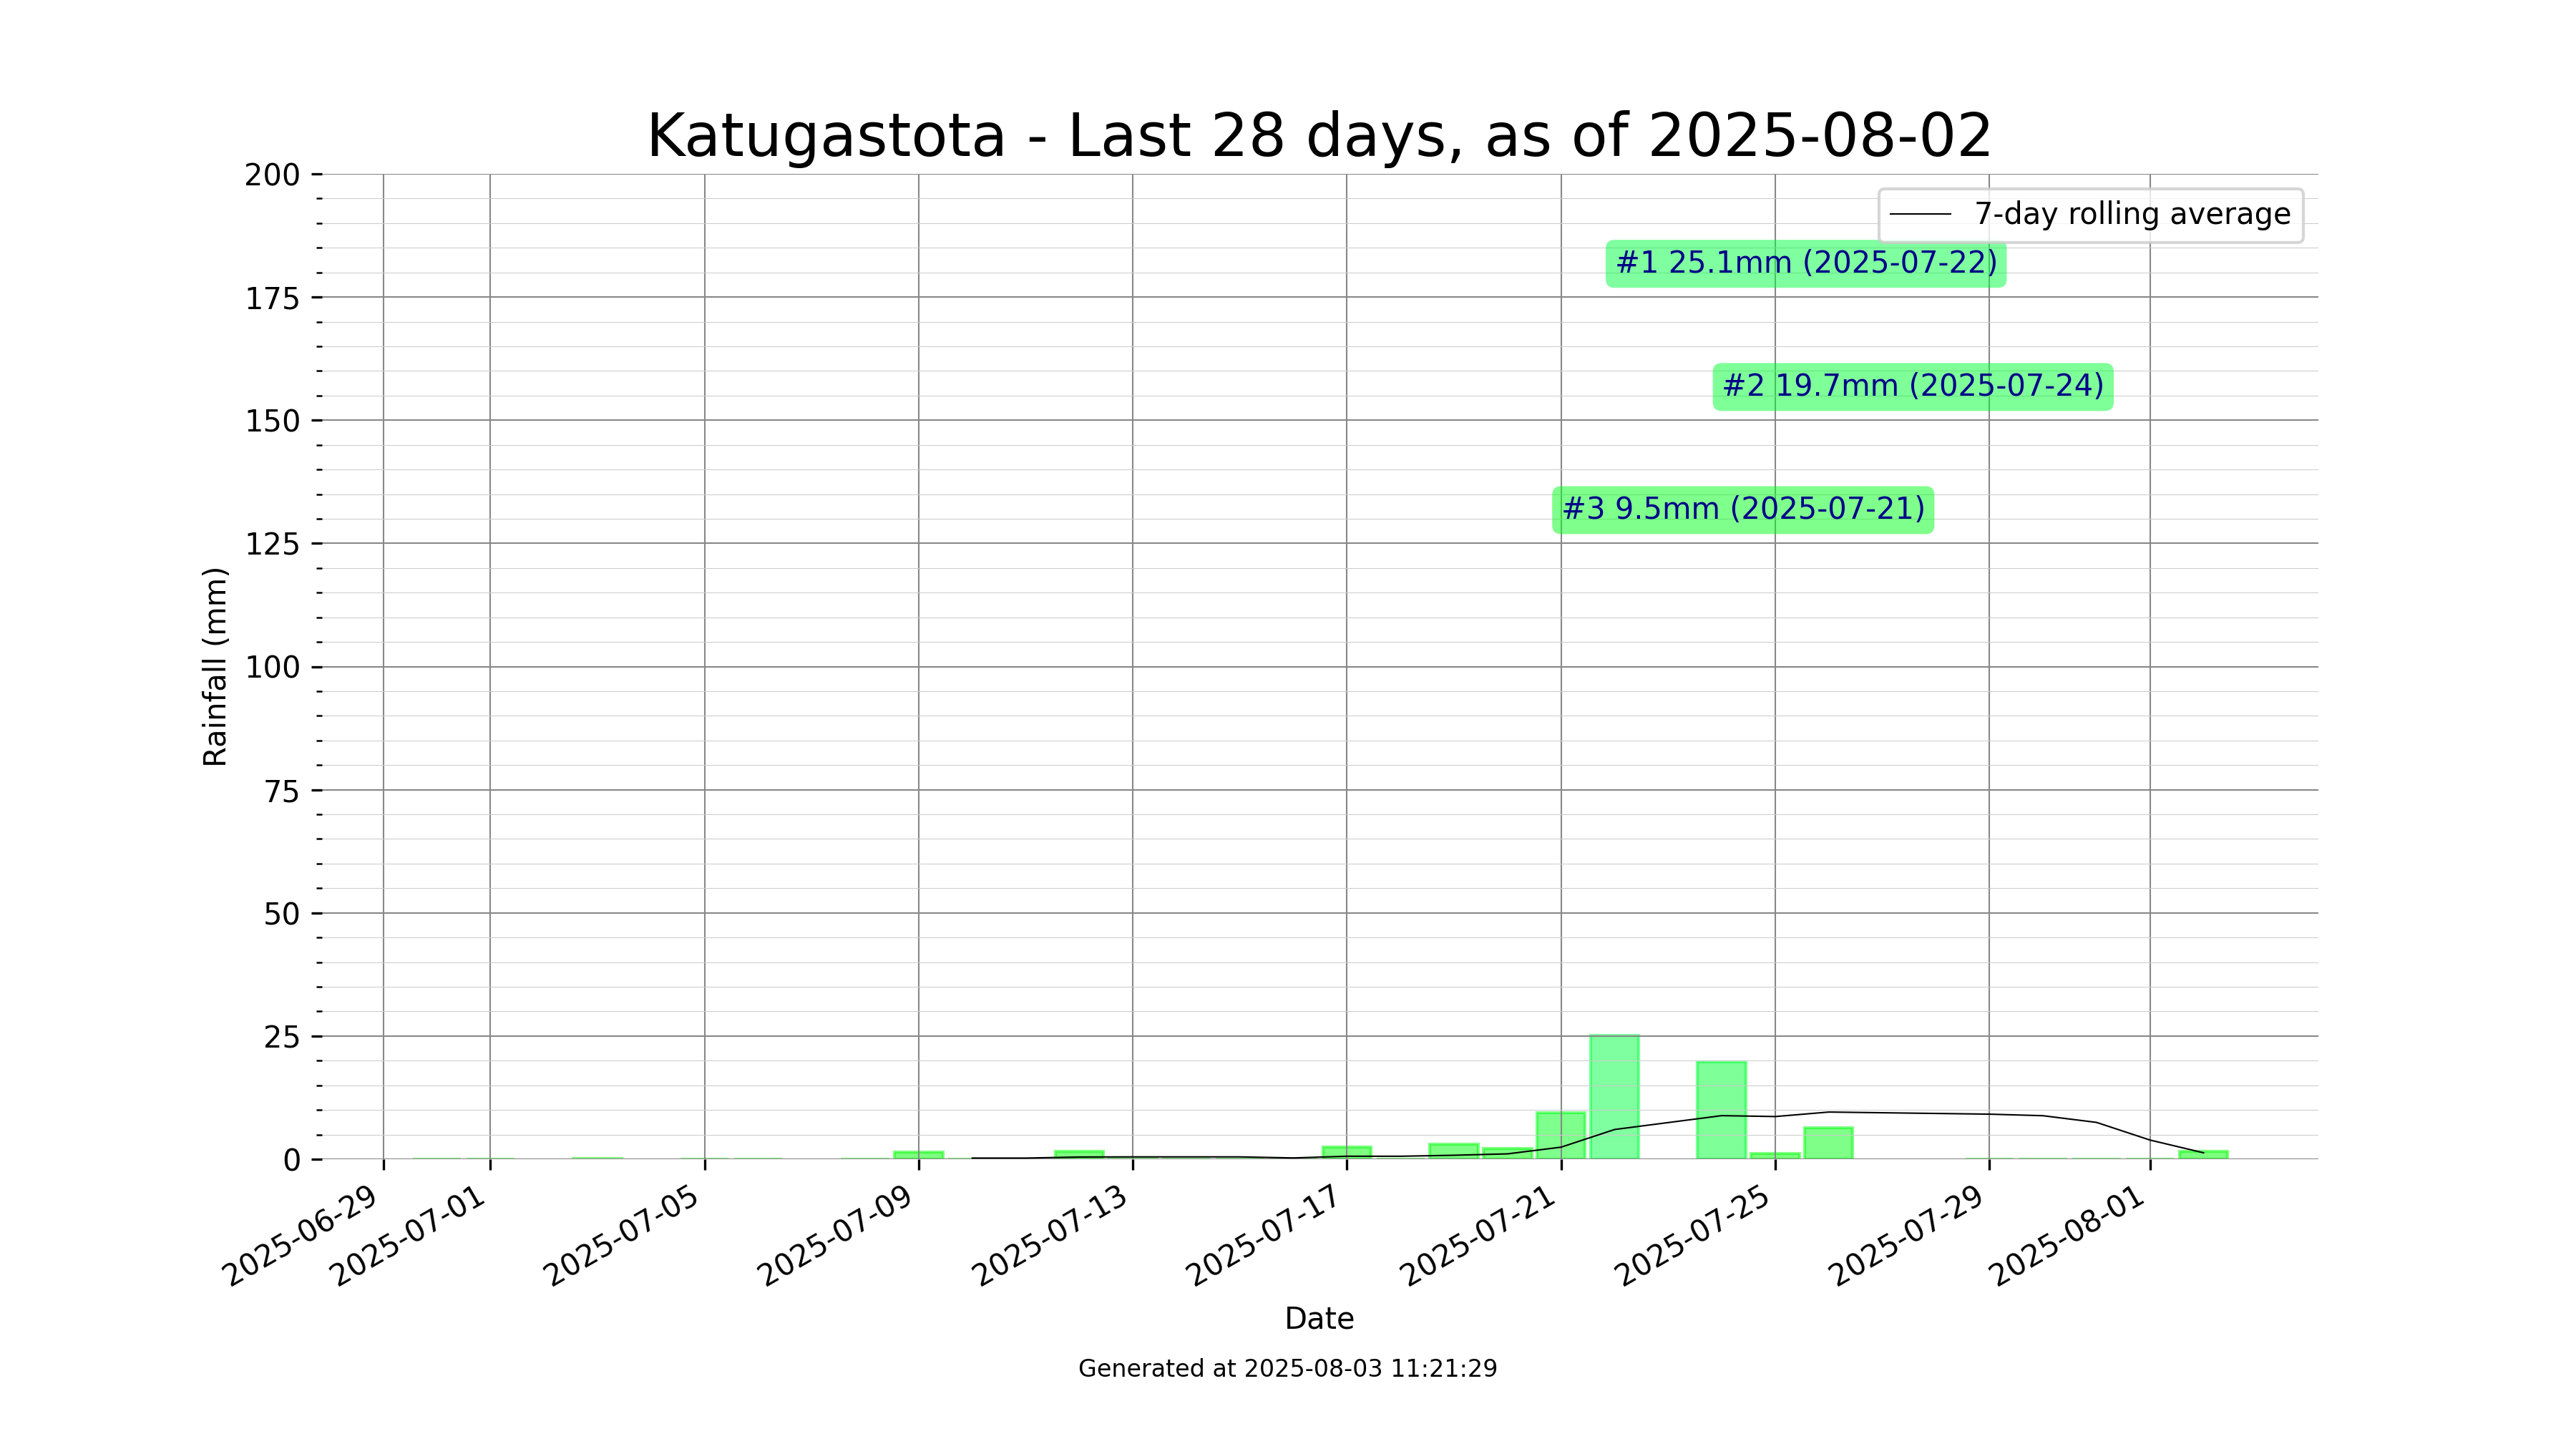 Katugastota - Last 28 days, as of 2025-08-02
200
175
150
125
100
75
50
25
0
Rainfall (mm)
7-day rolling average
#1 25.1mm (2025-07-22)
#2 19.7mm (2025-07-24)
#3 9.5mm (2025-07-21)
2025-06-29
2025-07-01
2025-07-05
2025-07-09
2025-07-13
2025-07-17
2025-07-21
2025-07-25
2025-07-29
2025-08-01
Date
Generated at 2025-08-03 11:21:29